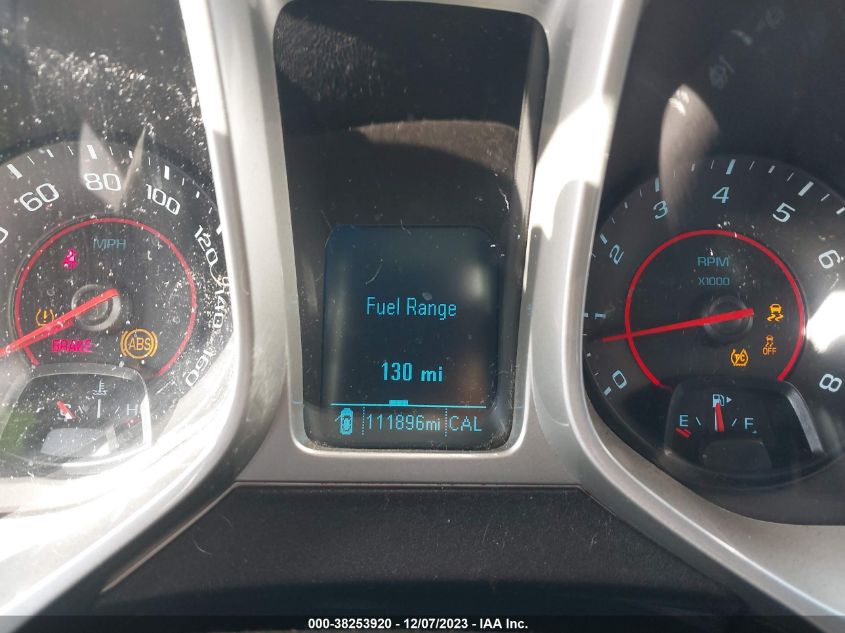 60 80 100 120 140 160
MPH
BRAKE
ABS
H
Fuel Range
130 mi
111896mi CAL
0 1 2 3 4 5 6 8
RPM
X1000
OFF
E F
000-38253920 - 12/07/2023 - IAA Inc.